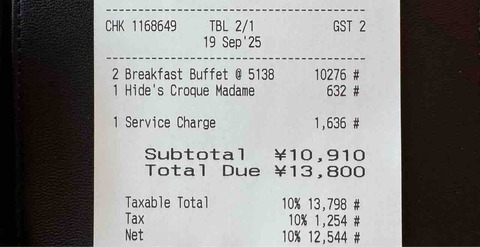 CHK 1168649 TBL 2/1 GST 2
19 Sep'25
2 Breakfast Buffet @ 5138 10276 #
1 Hide's Croque Madame 632 #
1 Service Charge 1,636 #
Subtotal ¥10,910
Total Due ¥13,800
Taxable Total 10% 13,798 #
Tax 10% 1,254 #
Net 10% 12,544 #